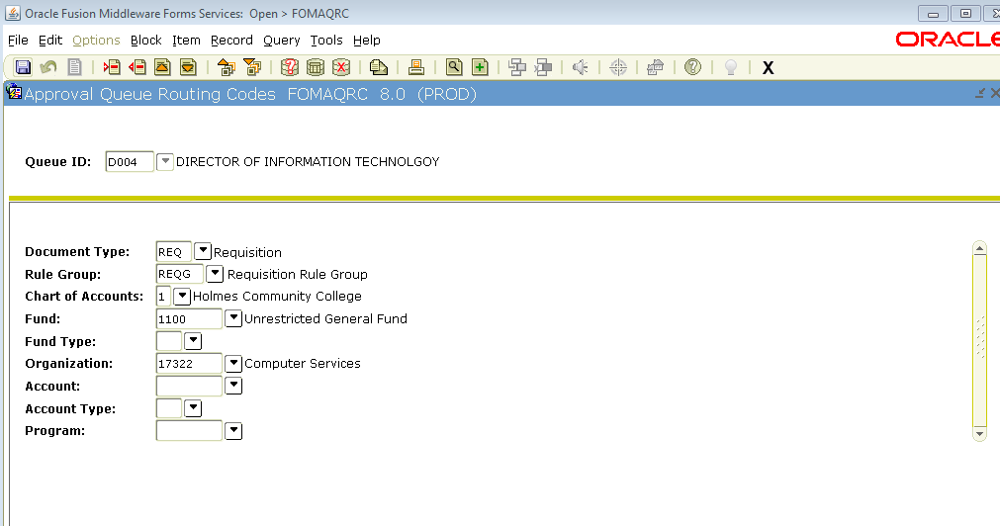 Oracle Fusion Middleware Forms Services: Open > FOMAQRC
File Edit Options Block Item Record Query Tools Help
ORACLE
X
Approval Queue Routing Codes FOMAQRC 8.0 (PROD)
Queue ID: D004 DIRECTOR OF INFORMATION TECHNOLGOY
Document Type: REQ Requisition
Rule Group: REQG Requisition Rule Group
Chart of Accounts: 1 Holmes Community College
Fund: 1100 Unrestricted General Fund
Fund Type:
Organization: 17322 Computer Services
Account:
Account Type:
Program: